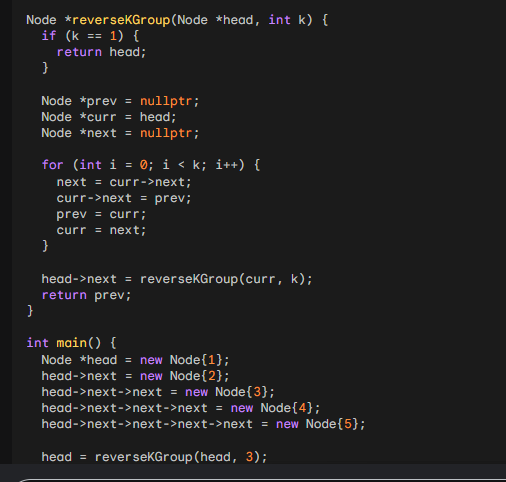 Node *reverseKGroup(Node *head, int k) {
  if (k == 1) {
    return head;
  }

  Node *prev = nullptr;
  Node *curr = head;
  Node *next = nullptr;

  for (int i = 0; i < k; i++) {
    next = curr->next;
    curr->next = prev;
    prev = curr;
    curr = next;
  }

  head->next = reverseKGroup(curr, k);
  return prev;
}

int main() {
  Node *head = new Node{1};
  head->next = new Node{2};
  head->next->next = new Node{3};
  head->next->next->next = new Node{4};
  head->next->next->next->next = new Node{5};

  head = reverseKGroup(head, 3);